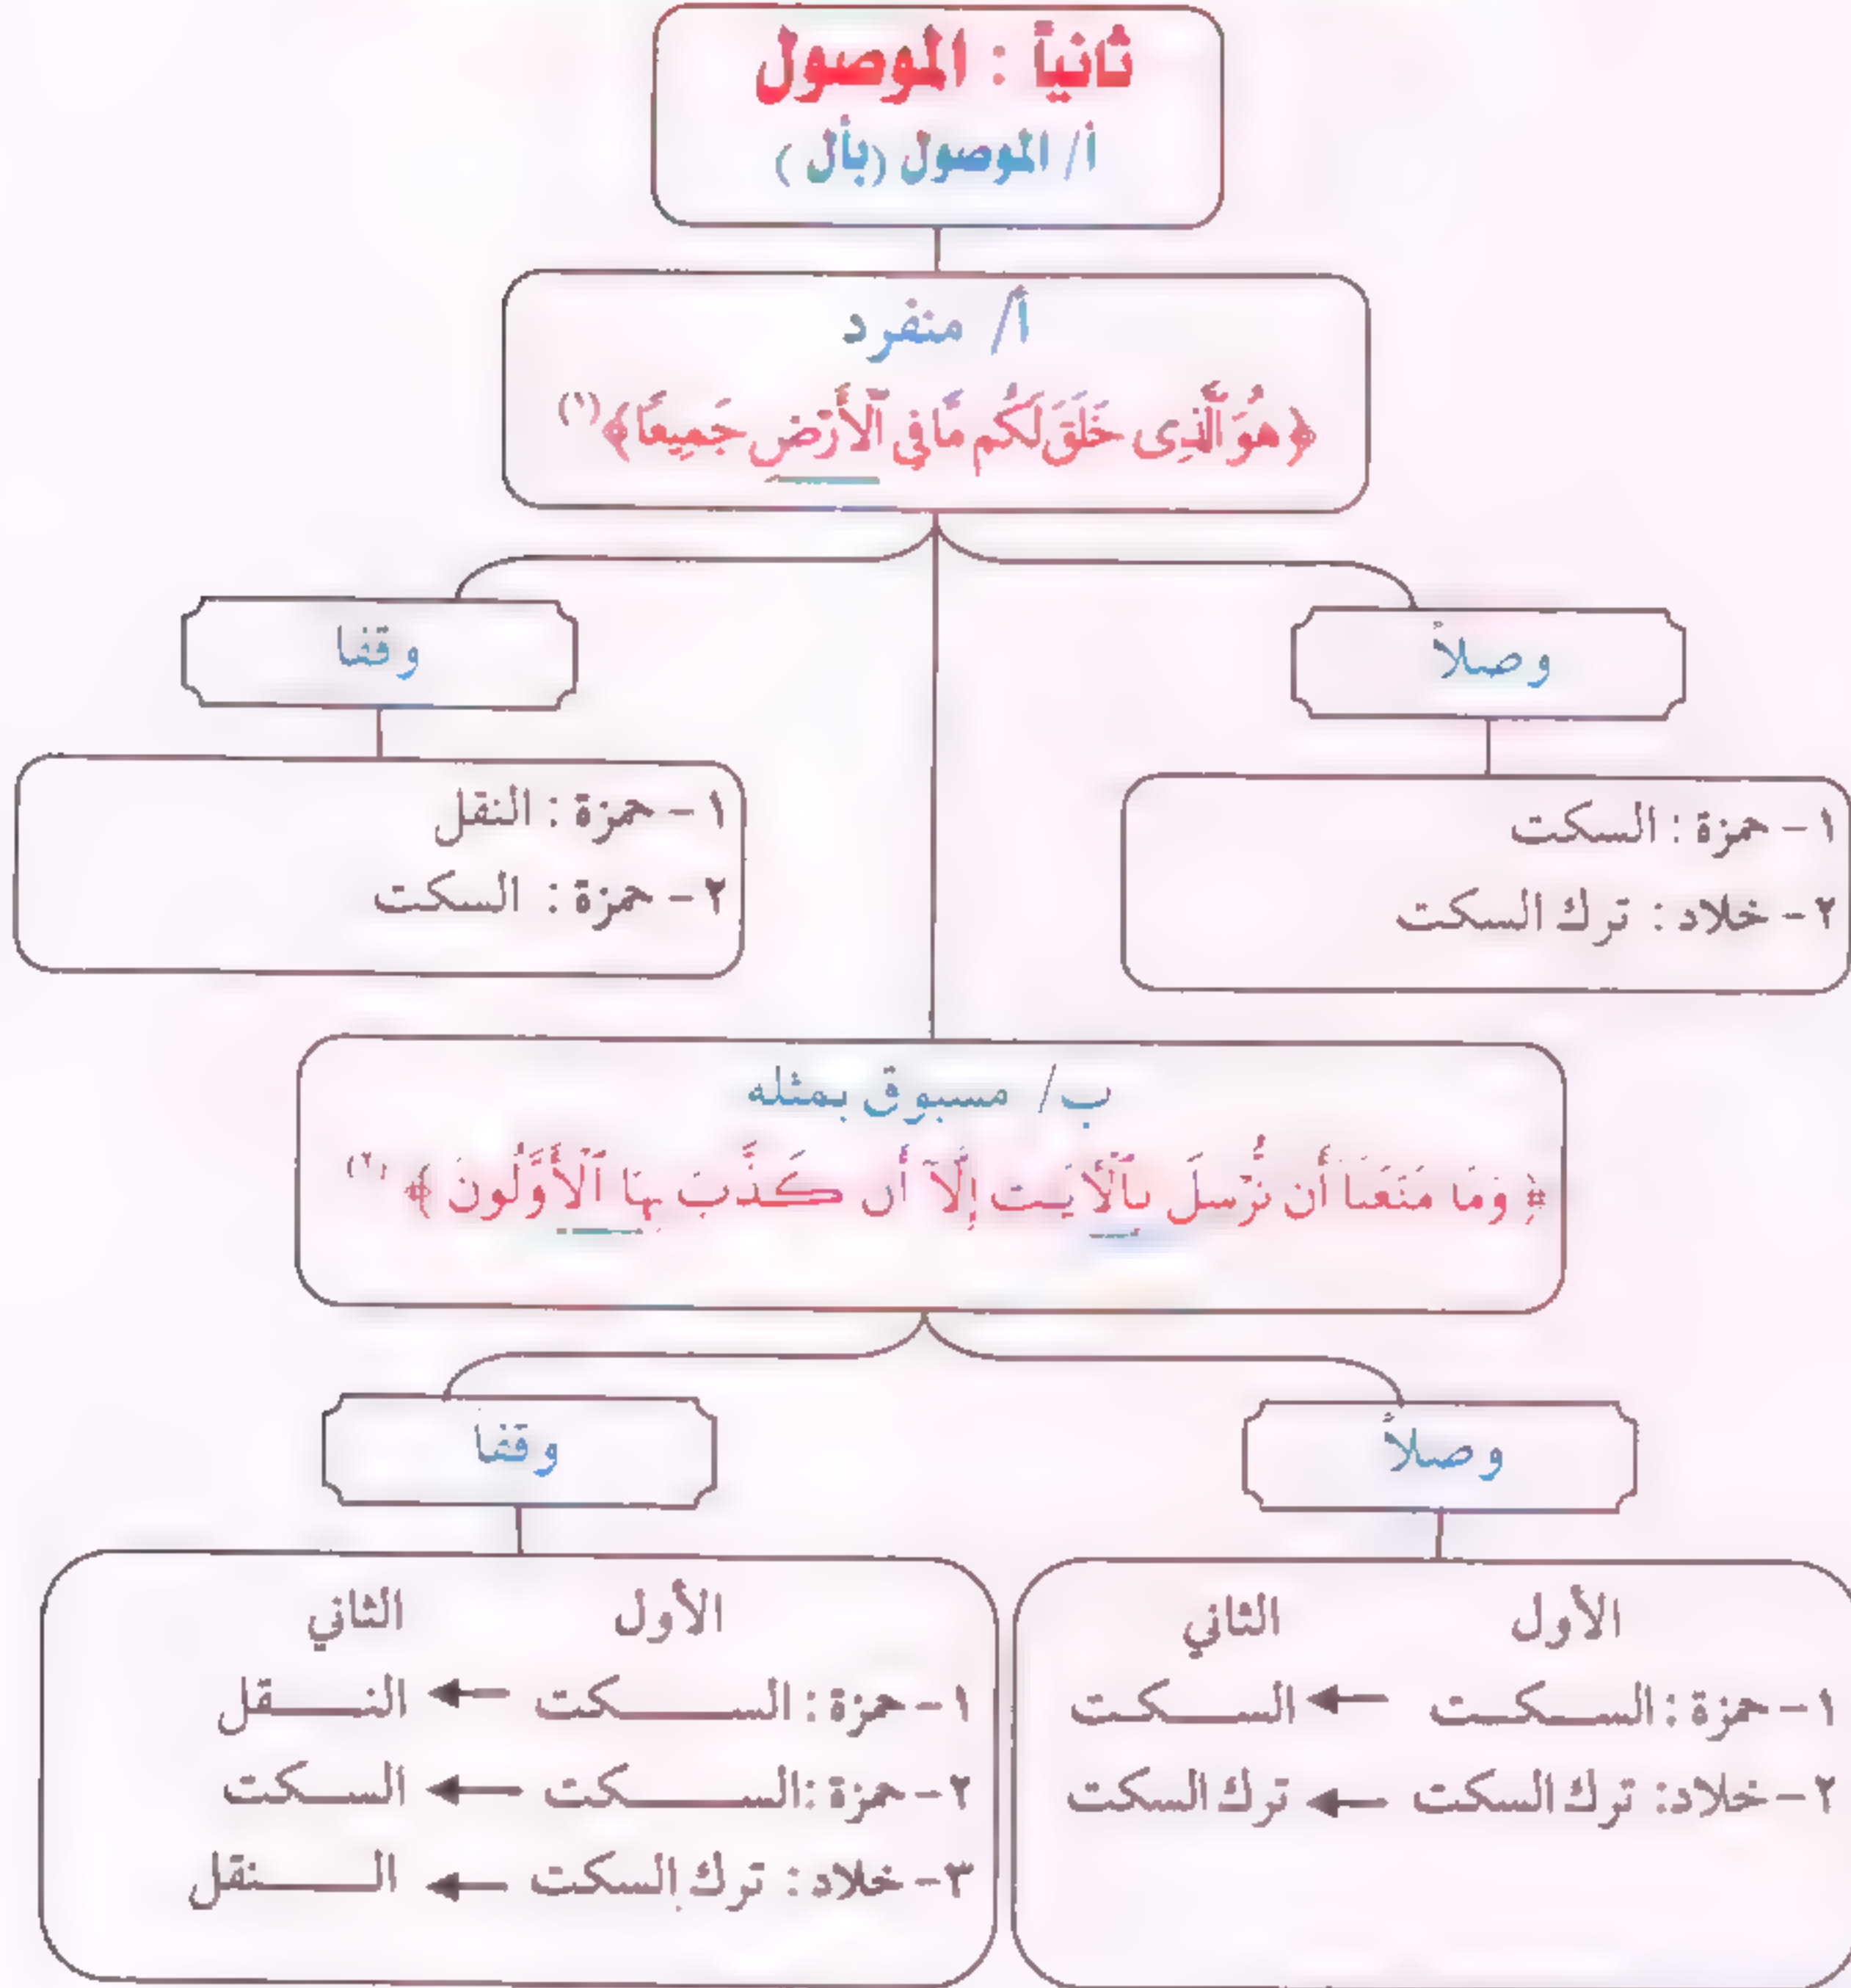 ثانياً : الموصول
أ/ الموصول (بأل )
أ/ منفرد
﴿هُوَ ٱلَّذِى خَلَقَ لَكُم مَّا فِى ٱلْأَرْضِ جَمِيعًا﴾(١)
وصلاً
وقفا
١- حمزة : السكت
٢- خلاد : ترك السكت
١- حمزة : النقل
٢- حمزة : السكت
ب/ مسبوق بمثله
﴿ وَمَا مَنَعَنَا أَن نُّرْسِلَ بِٱلْأَيَـٰتِ إِلَّآ أَن كَذَّبَ بِهَا ٱلْأَوَّلُونَ ﴾ (٢)
وصلاً
وقفا
الأول الثاني
١- حمزة : السكت ← السكت
٢- خلاد: ترك السكت ← ترك السكت
الأول الثاني
١- حمزة : السكت ← النقل
٢- حمزة :السكت ← السكت
٣- خلاد : ترك السكت ← النقل